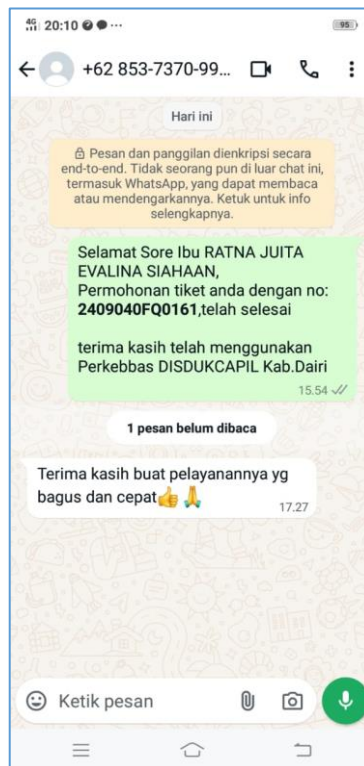 4G 20:10 ...
95
+62 853-7370-99...
Hari ini
Pesan dan panggilan dienkripsi secara
end-to-end. Tidak seorang pun di luar chat ini,
termasuk WhatsApp, yang dapat membaca
atau mendengarkannya. Ketuk untuk info
selengkapnya.
Selamat Sore Ibu RATNA JUITA
EVALINA SIAHAAN,
Permohonan tiket anda dengan no:
2409040FQ0161,telah selesai
terima kasih telah menggunakan
Perkebbas DISDUKCAPIL Kab.Dairi
15.54
1 pesan belum dibaca
Terima kasih buat pelayanannya yg
bagus dan cepat👍🙏
17.27
Ketik pesan